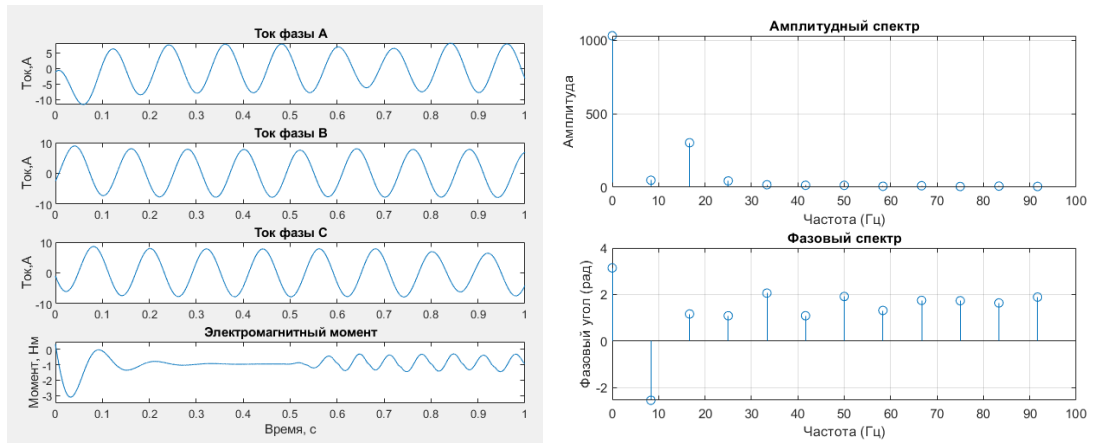 Ток фазы А
Ток,А
5
0
-5
-10
0 0.1 0.2 0.3 0.4 0.5 0.6 0.7 0.8 0.9 1
Ток фазы В
Ток,А
10
0
-10
0 0.1 0.2 0.3 0.4 0.5 0.6 0.7 0.8 0.9 1
Ток фазы С
Ток,А
10
0
-10
0 0.1 0.2 0.3 0.4 0.5 0.6 0.7 0.8 0.9 1
Электромагнитный момент
Момент, Нм
0
-1
-2
-3
0 0.1 0.2 0.3 0.4 0.5 0.6 0.7 0.8 0.9 1
Время, с
Амплитудный спектр
Амплитуда
1000
500
0
0 10 20 30 40 50 60 70 80 90 100
Частота (Гц)
Фазовый спектр
Фазовый угол (рад)
4
2
0
-2
0 10 20 30 40 50 60 70 80 90 100
Частота (Гц)